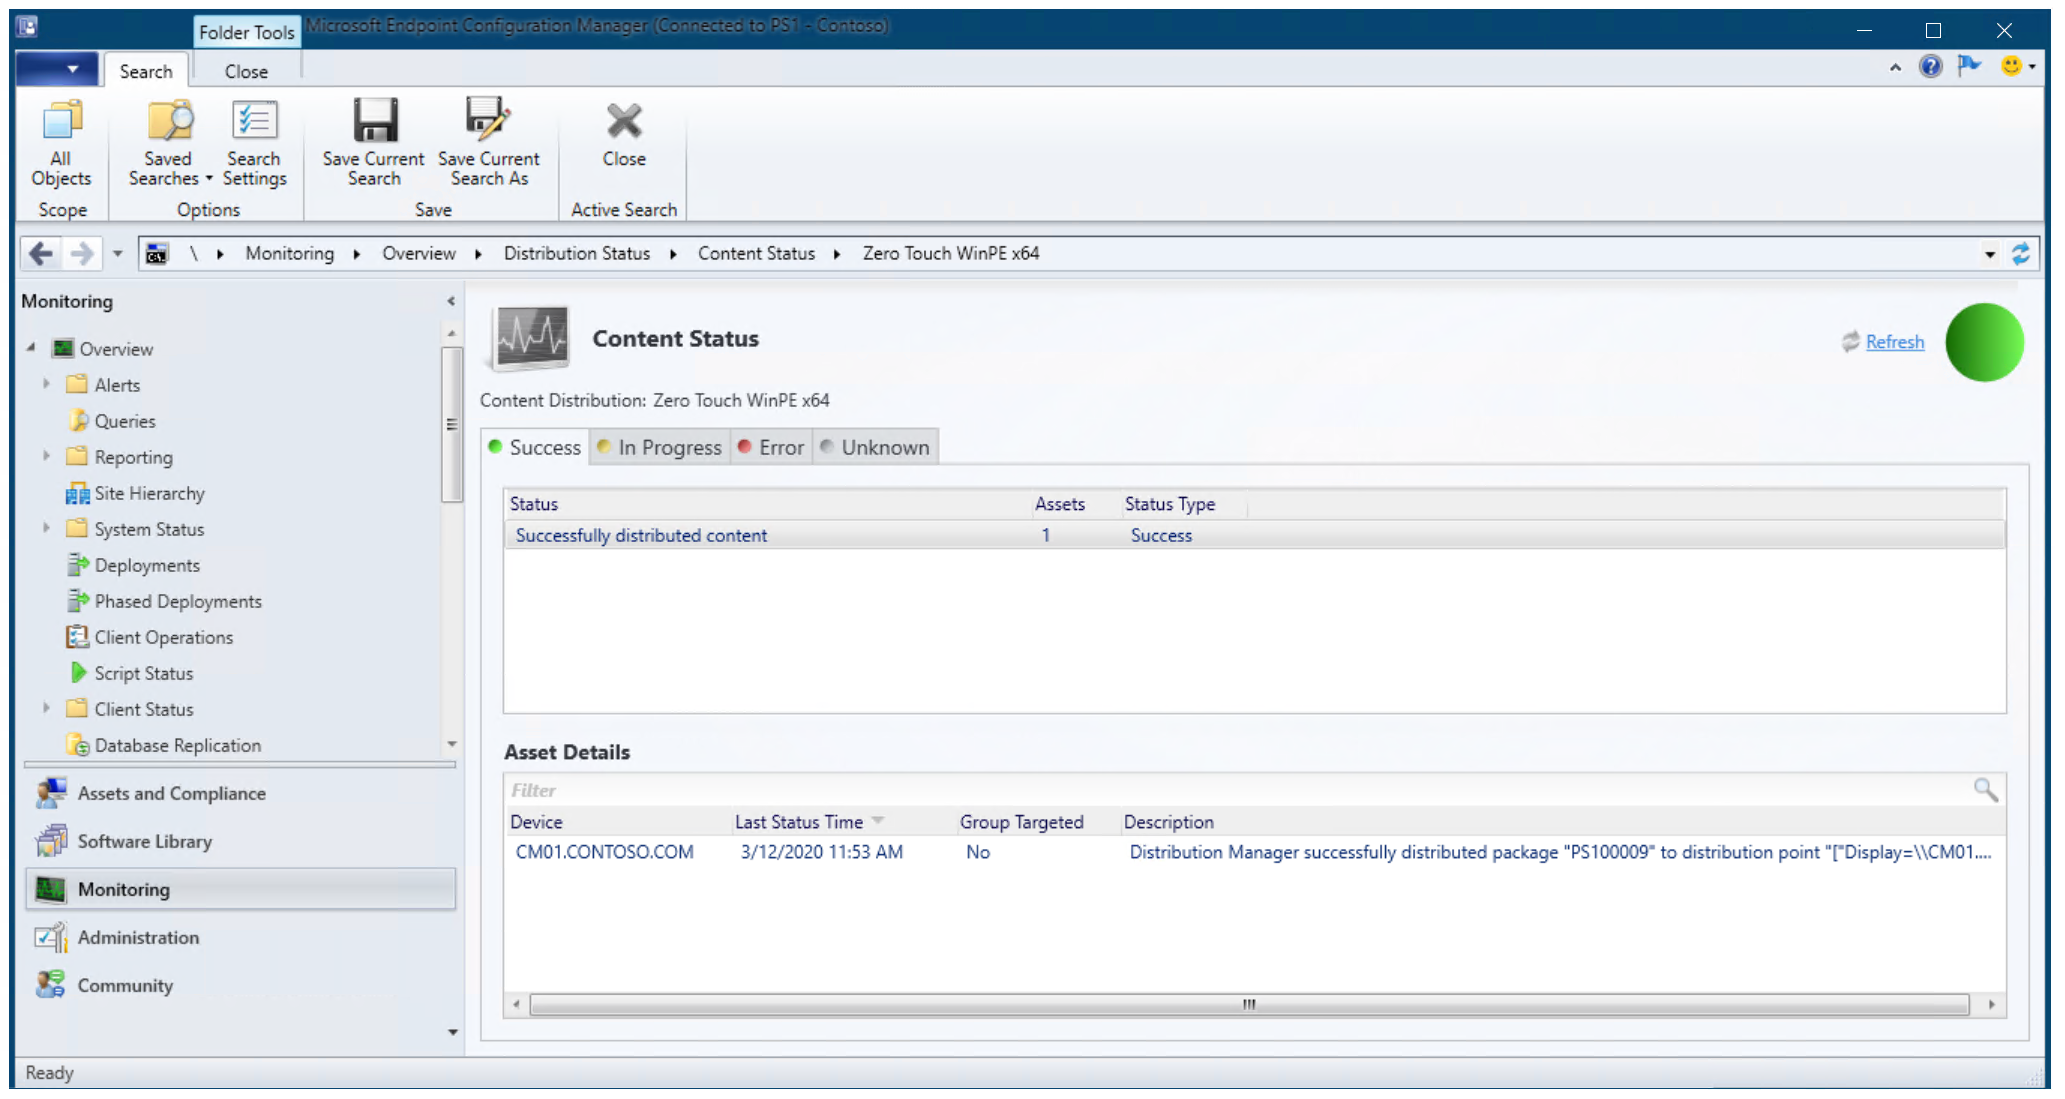 Folder Tools
Microsoft Endpoint Configuration Manager (Connected to PS1 - Contoso)
Search
Close
All Objects
Saved Searches
Search Settings
Save Current Search
Save Current Search As
Close
Scope
Options
Save
Active Search
\ Monitoring Overview Distribution Status Content Status Zero Touch WinPE x64
Monitoring
Overview
Alerts
Queries
Reporting
Site Hierarchy
System Status
Deployments
Phased Deployments
Client Operations
Script Status
Client Status
Database Replication
Assets and Compliance
Software Library
Monitoring
Administration
Community
Content Status
Refresh
Content Distribution: Zero Touch WinPE x64
Success
In Progress
Error
Unknown
Status Assets Status Type
Successfully distributed content 1 Success
Asset Details
Filter
Device Last Status Time Group Targeted Description
CM01.CONTOSO.COM 3/12/2020 11:53 AM No Distribution Manager successfully distributed package "PS100009" to distribution point "["Display=\\CM01....
Ready